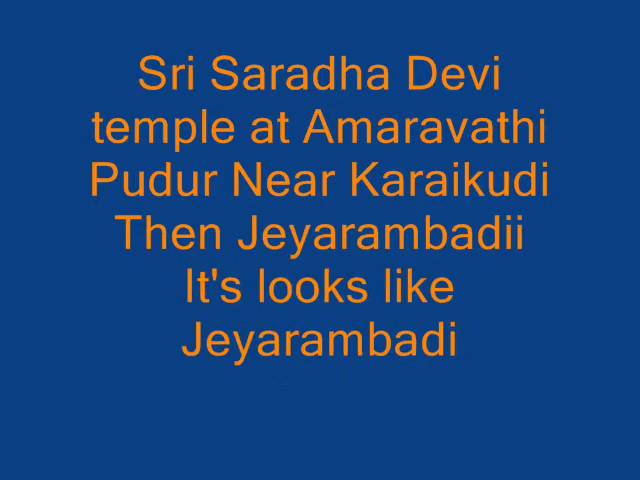 Sri Saradha Devi
temple at Amaravathi
Pudur Near Karaikudi
Then Jeyarambadii
It's looks like
Jeyarambadi